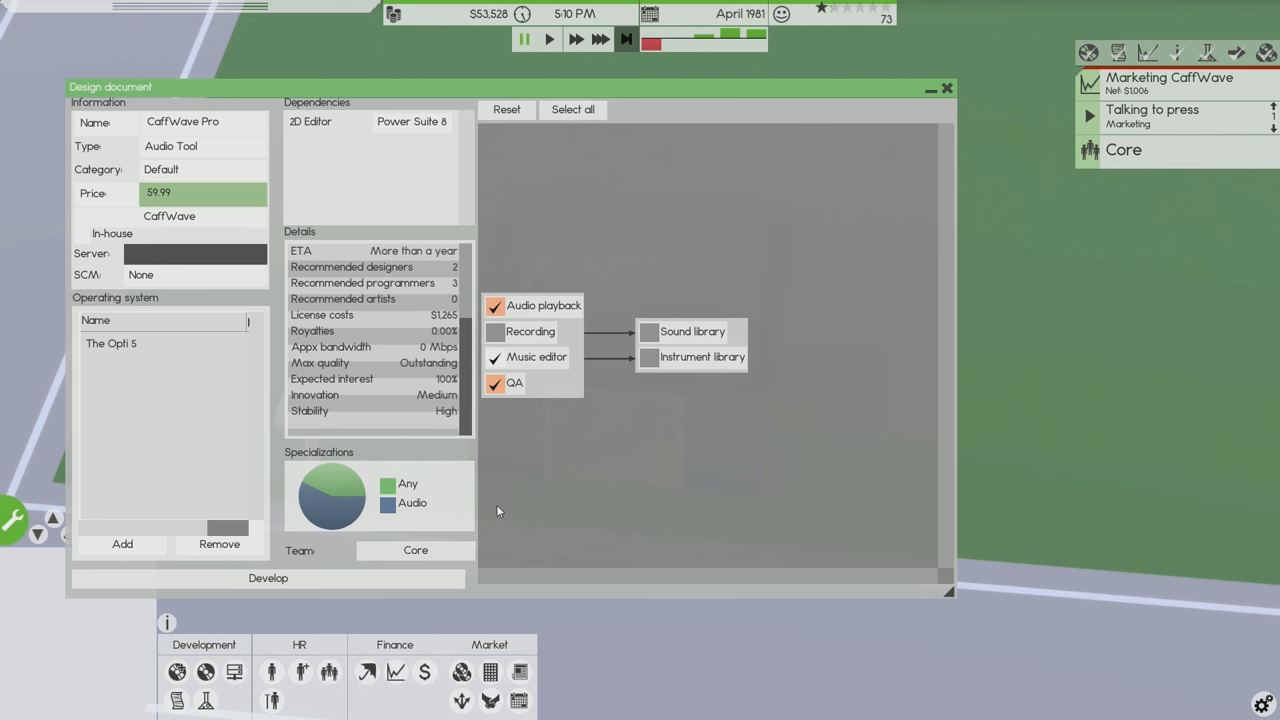 $53,528
5:10 PM
April 1981
73
Marketing CaffWave
Net: $1,006
Talking to press
Marketing
1
Core
Design document
Information
Name: CaffWave Pro
Type: Audio Tool
Category: Default
Price: 59.99
CaffWave
In-house
Server:
SCM: None
Operating system
Name
The Opti 5
Add
Remove
Dependencies
2D Editor Power Suite 8
Details
ETA More than a year
Recommended designers 2
Recommended programmers 3
Recommended artists 0
License costs $1,265
Royalties 0.00%
Appx bandwidth 0 Mbps
Max quality Outstanding
Expected interest 100%
Innovation Medium
Stability High
Specializations
Any
Audio
Team: Core
Develop
Reset
Select all
Audio playback
Recording
Music editor
QA
Sound library
Instrument library
i
Development
HR
Finance
Market